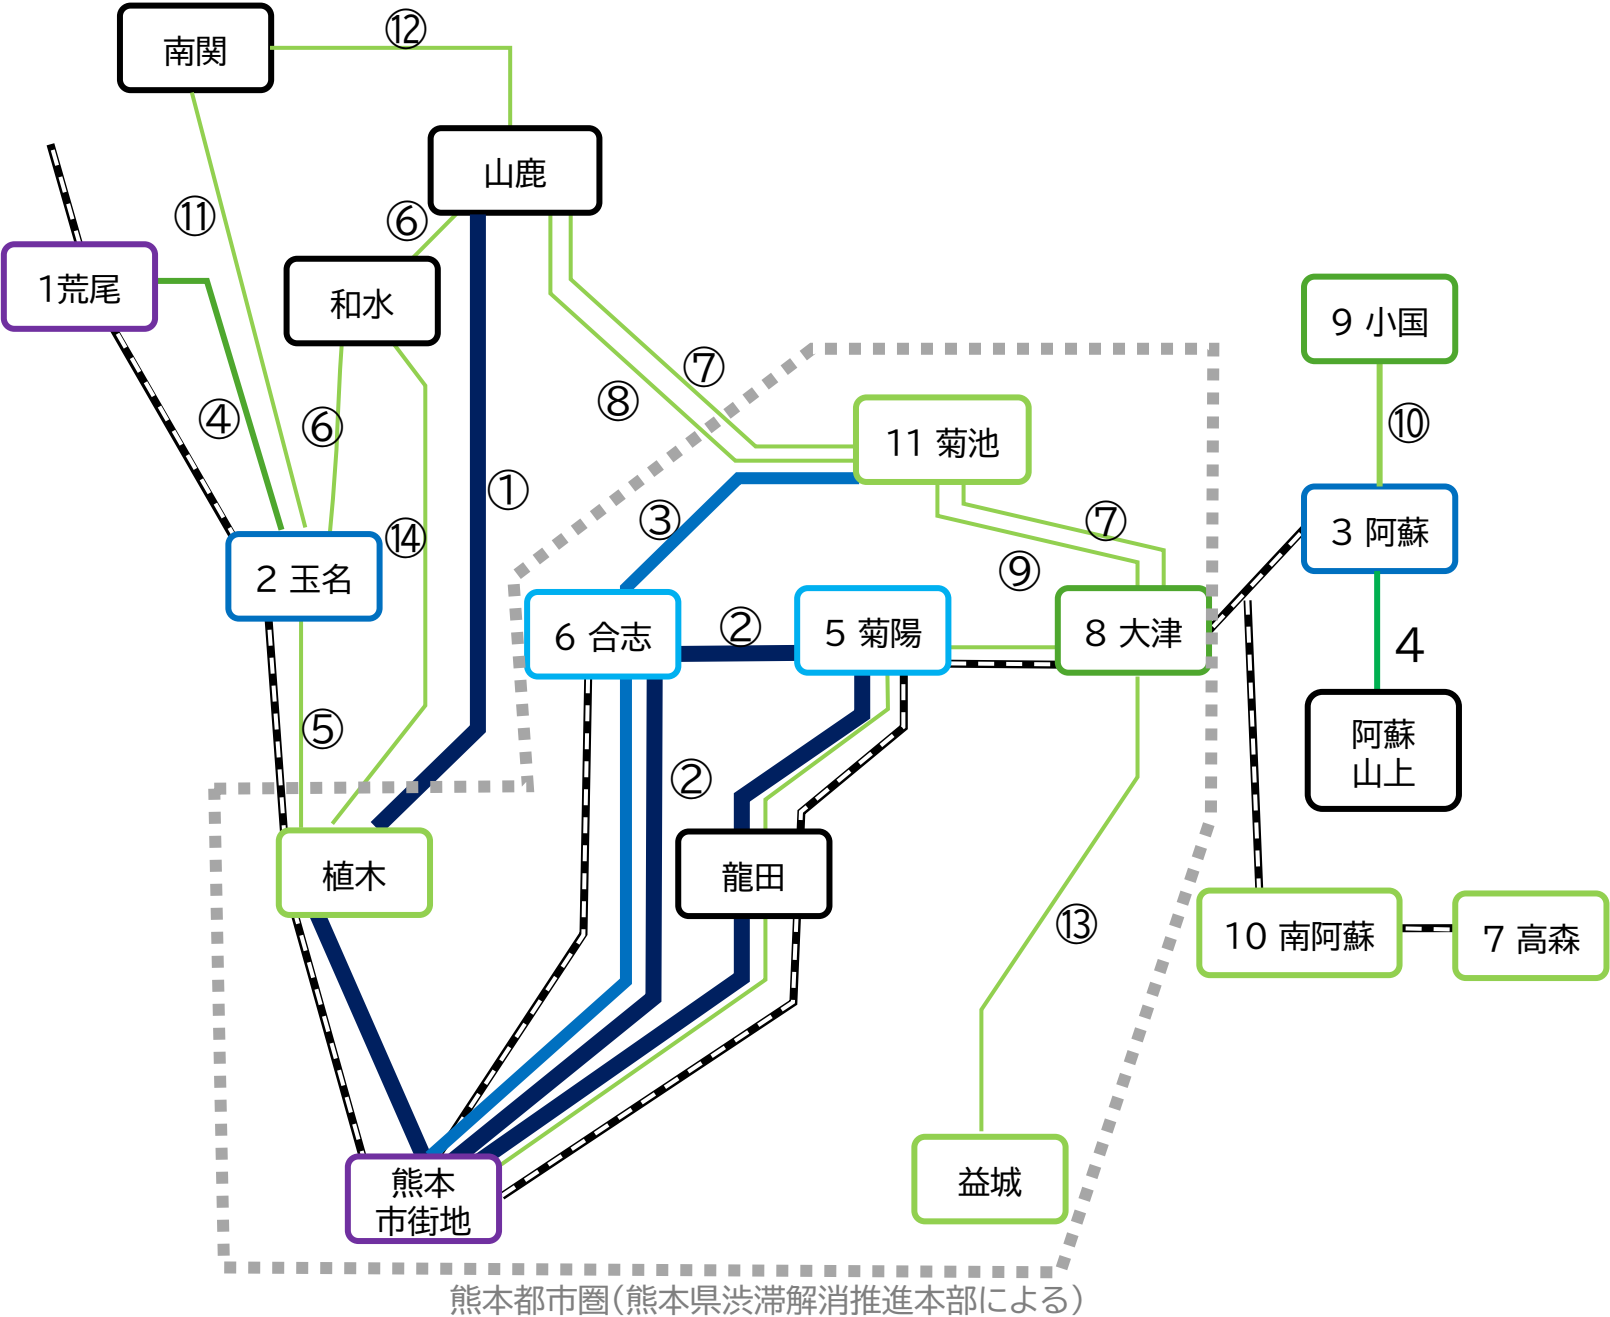 南関
⑫
山鹿
⑪
⑥
1荒尾
和水
9 小国
⑦
⑧
④
⑥
⑩
11 菊池
①
③
⑭
⑦
3 阿蘇
⑨
2 玉名
6 合志
②
5 菊陽
8 大津
4
⑤
②
阿蘇
山上
植木
龍田
⑬
10 南阿蘇
7 高森
熊本
市街地
益城
熊本都市圏(熊本県渋滞解消推進本部による)